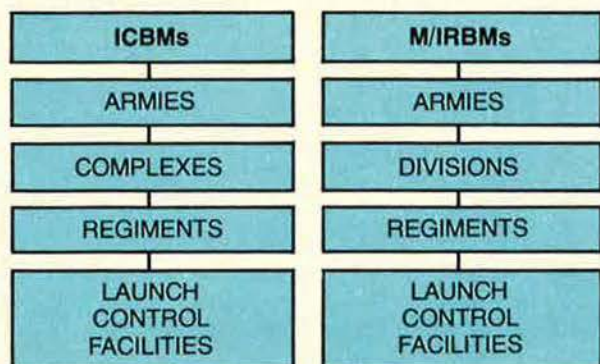 ICBMs
ARMIES
COMPLEXES
REGIMENTS
LAUNCH
CONTROL
FACILITIES
M/IRBMs
ARMIES
DIVISIONS
REGIMENTS
LAUNCH
CONTROL
FACILITIES